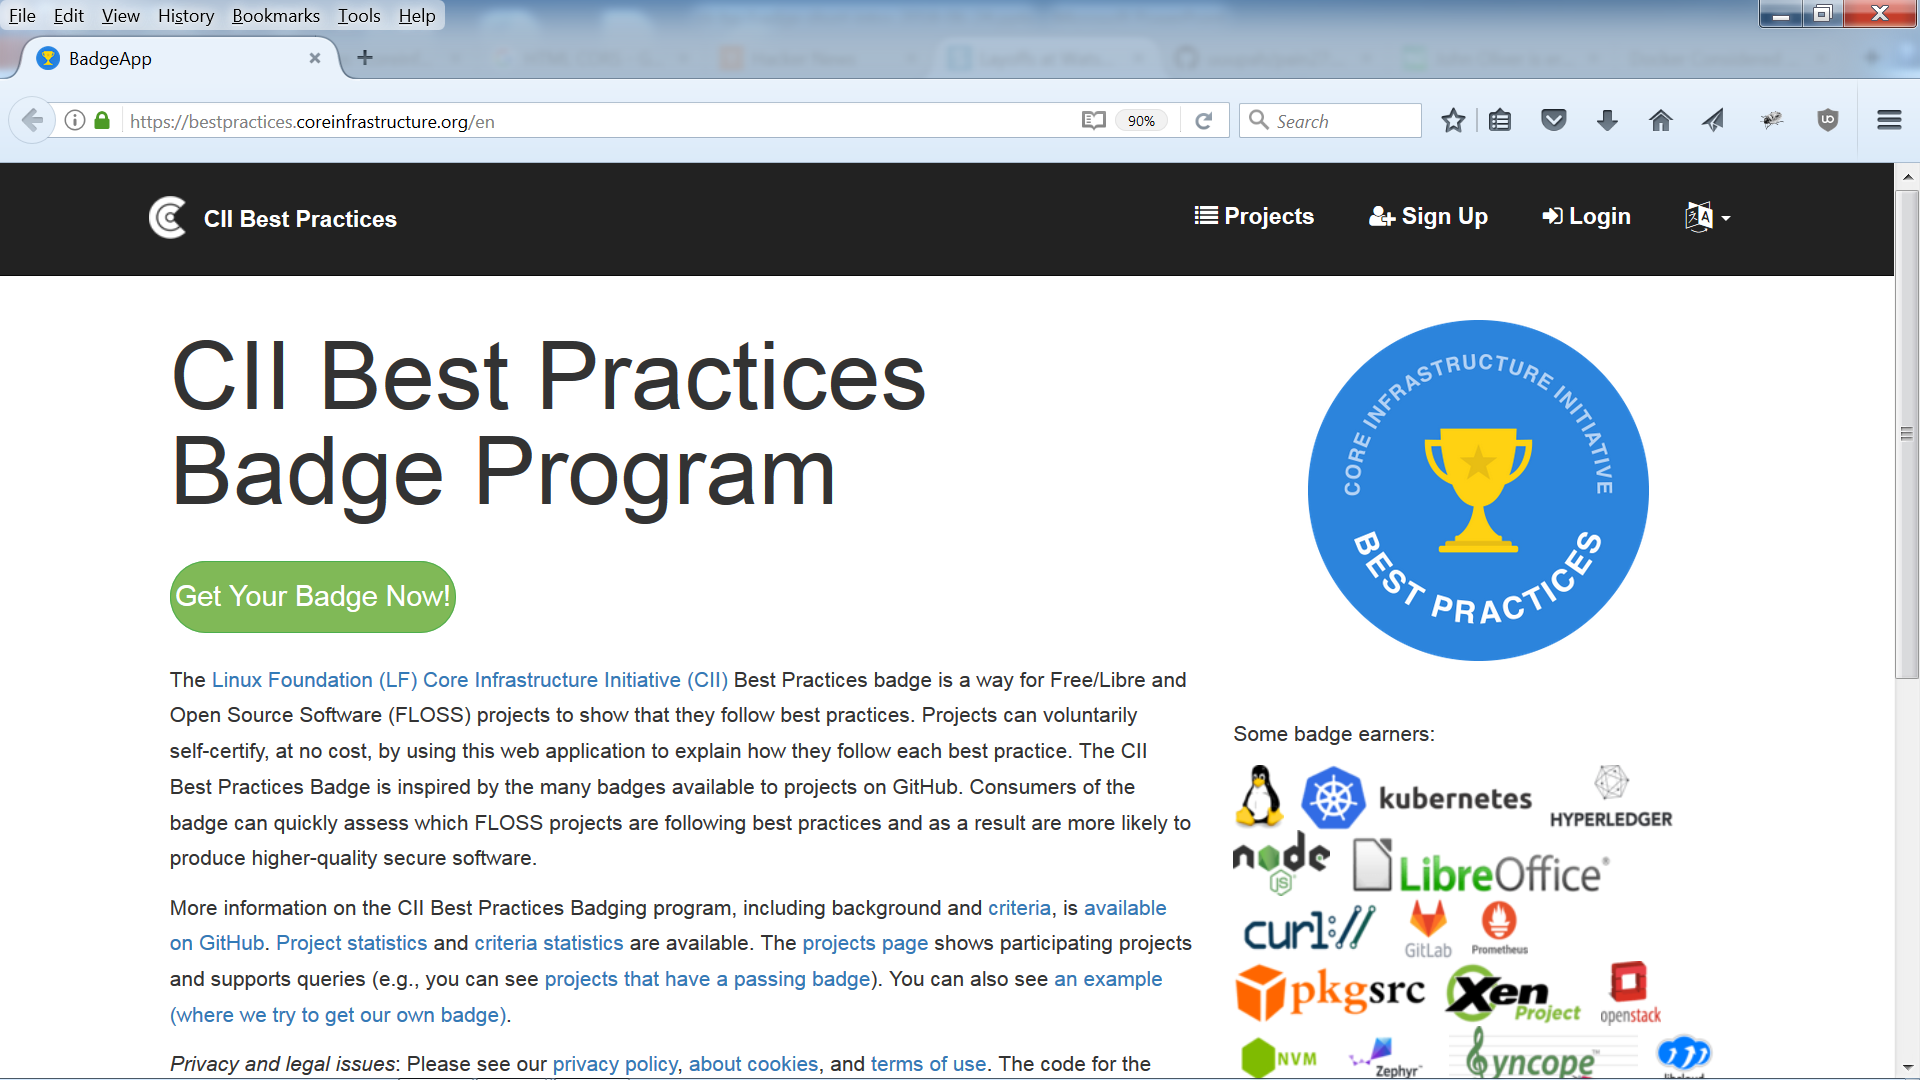 File Edit View History Bookmarks Tools Help
BadgeApp
https://bestpractices.coreinfrastructure.org/en
90%
Search
CII Best Practices
Projects
Sign Up
Login
CII Best Practices
Badge Program
CORE INFRASTRUCTURE INITIATIVE
BEST PRACTICES
Get Your Badge Now!
The Linux Foundation (LF) Core Infrastructure Initiative (CII) Best Practices badge is a way for Free/Libre and
Open Source Software (FLOSS) projects to show that they follow best practices. Projects can voluntarily
self-certify, at no cost, by using this web application to explain how they follow each best practice. The CII
Best Practices Badge is inspired by the many badges available to projects on GitHub. Consumers of the
badge can quickly assess which FLOSS projects are following best practices and as a result are more likely to
produce higher-quality secure software.
More information on the CII Best Practices Badging program, including background and criteria, is available
on GitHub. Project statistics and criteria statistics are available. The projects page shows participating projects
and supports queries (e.g., you can see projects that have a passing badge). You can also see an example
(where we try to get our own badge).
Privacy and legal issues: Please see our privacy policy, about cookies, and terms of use. The code for the
Some badge earners:
kubernetes
HYPERLEDGER
node
JS
LibreOffice
curl://
GitLab
Prometheus
pkgsrc
Xen
Project
openstack
NVM
Zephyr
Syncope